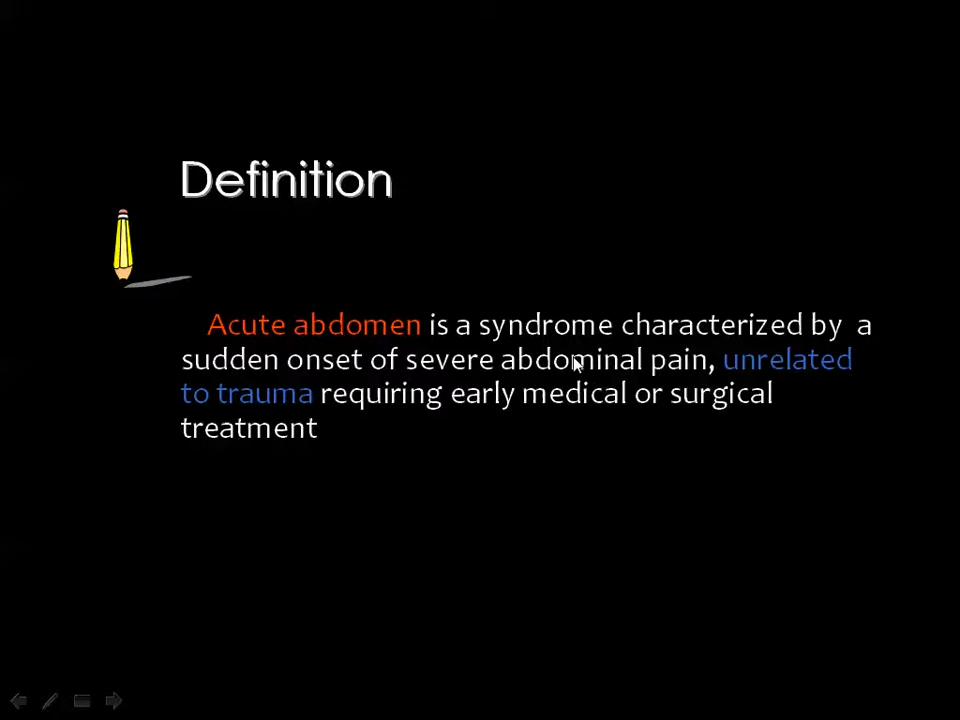 Definition
Acute abdomen is a syndrome characterized by a
sudden onset of severe abdominal pain, unrelated
to trauma requiring early medical or surgical
treatment